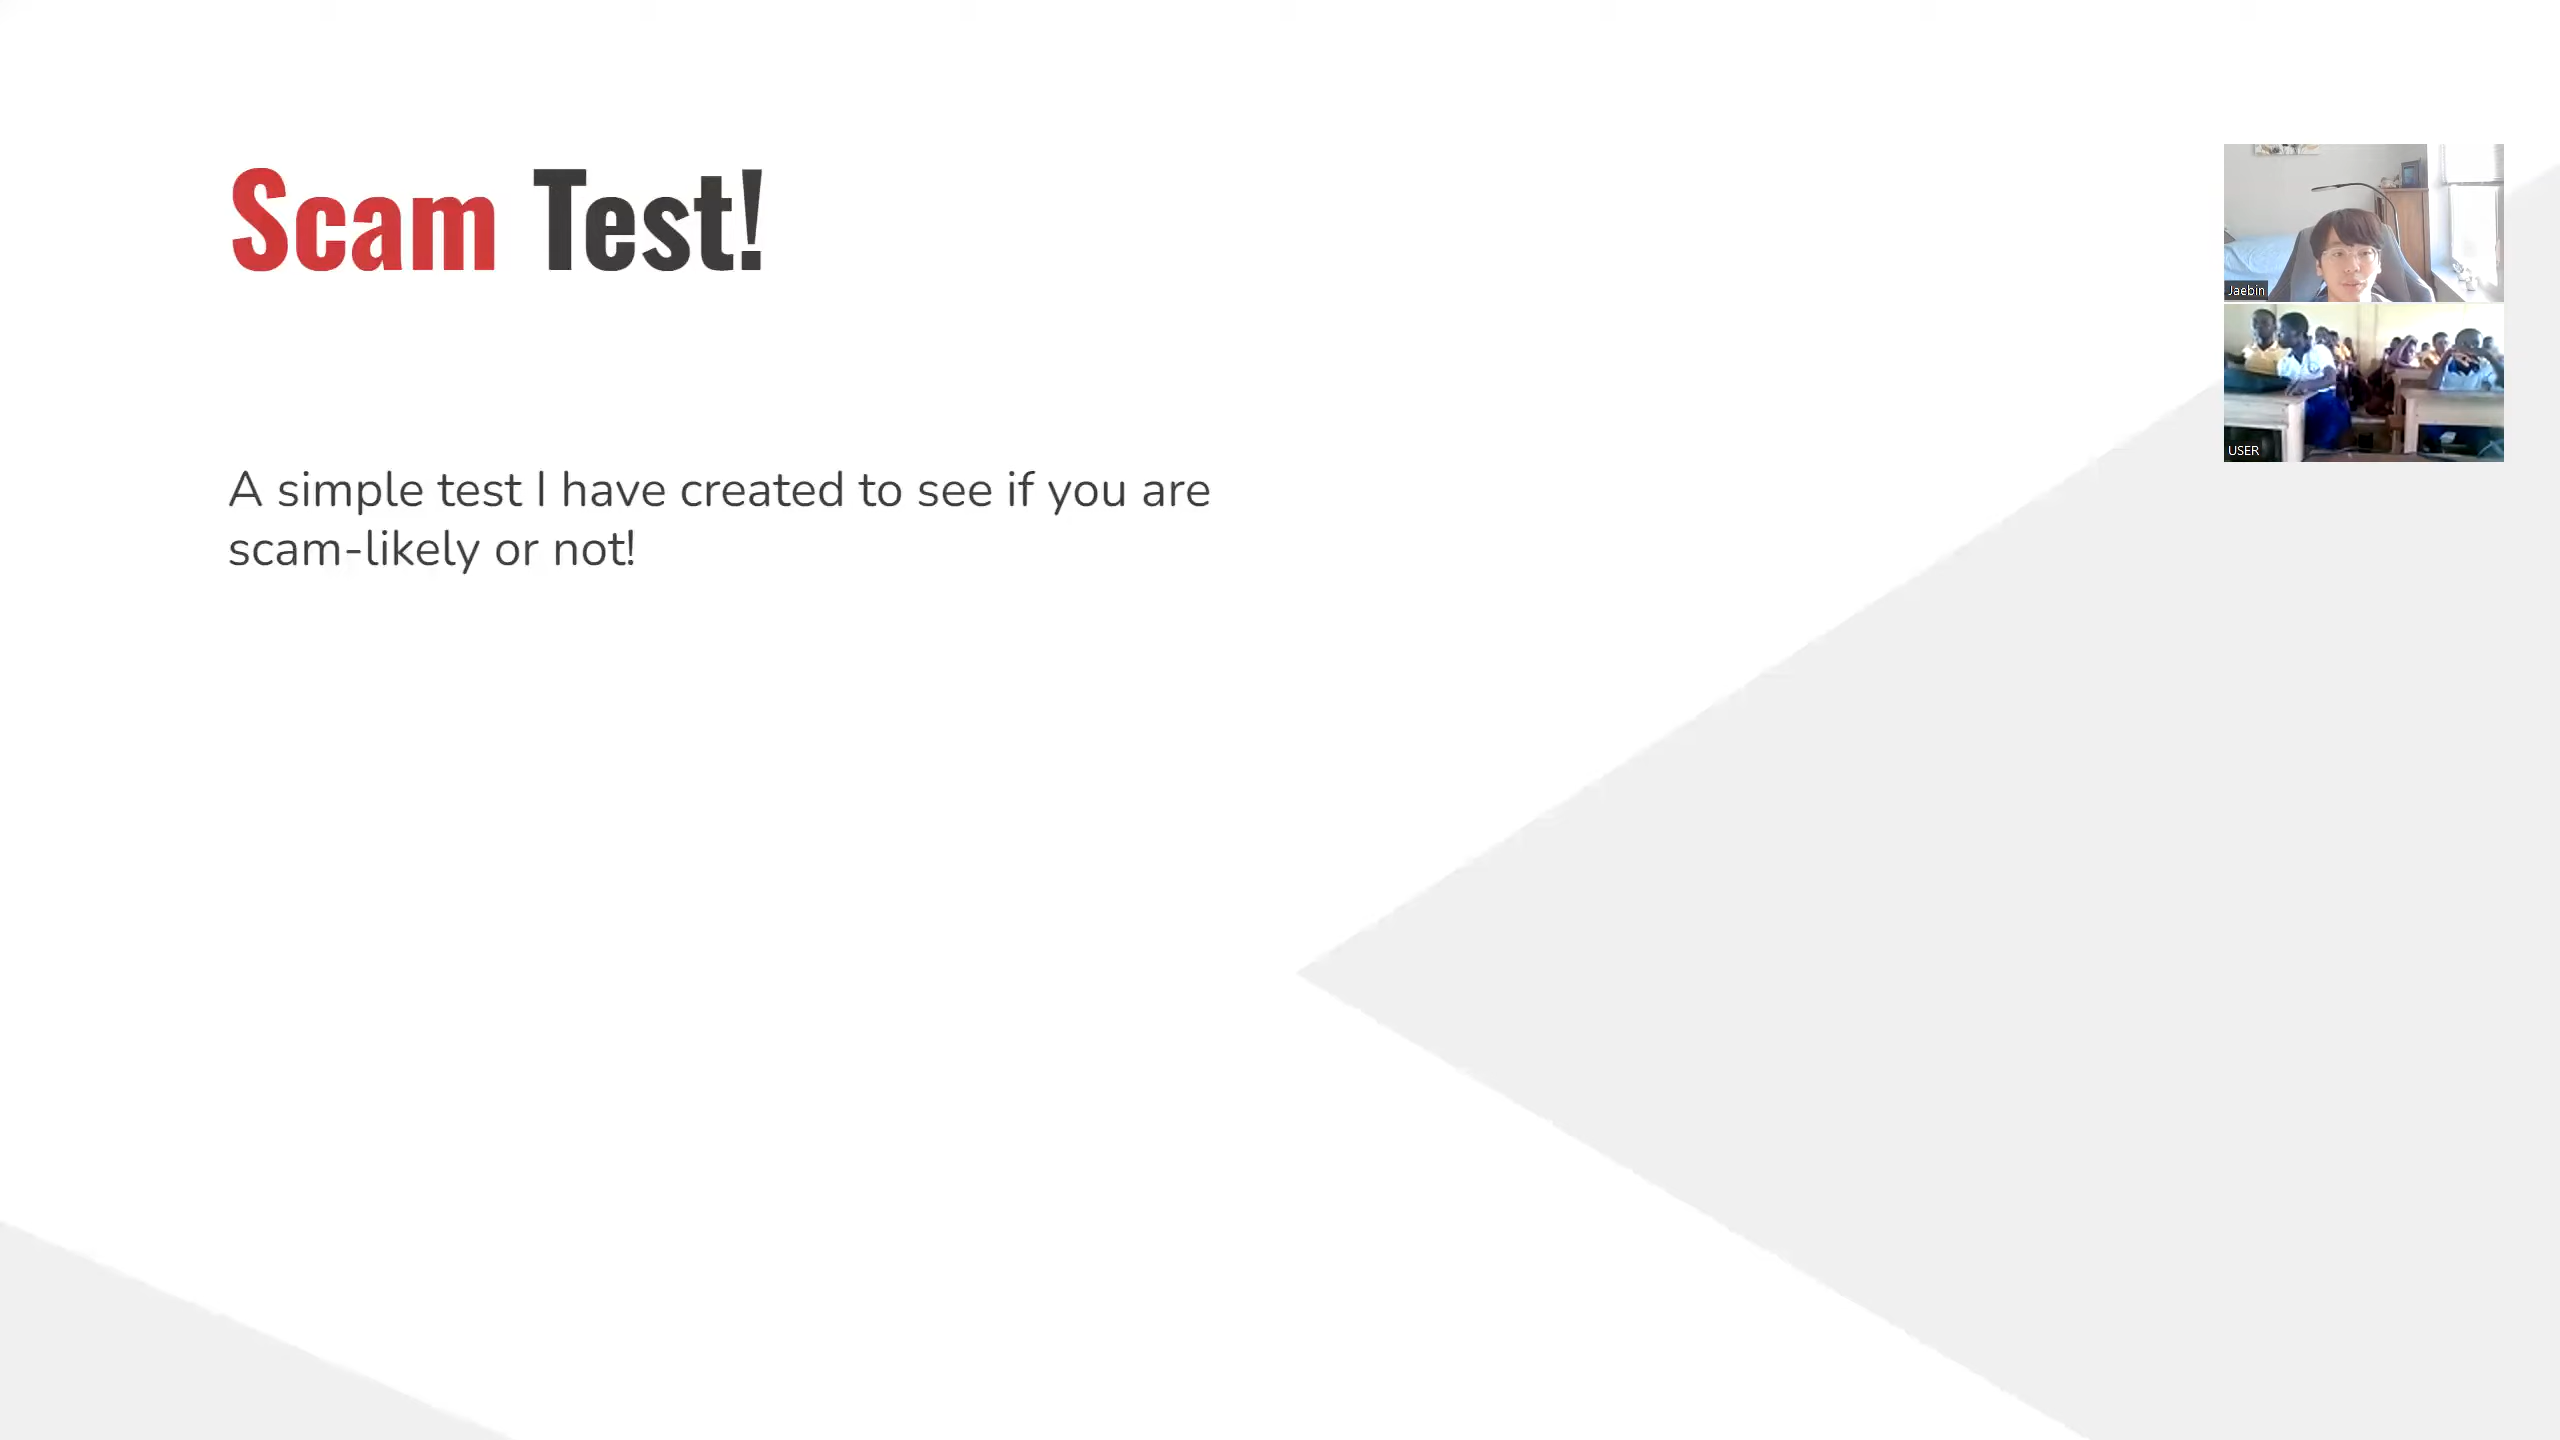 Scam Test!
A simple test I have created to see if you are
scam-likely or not!
Jaebin
USER